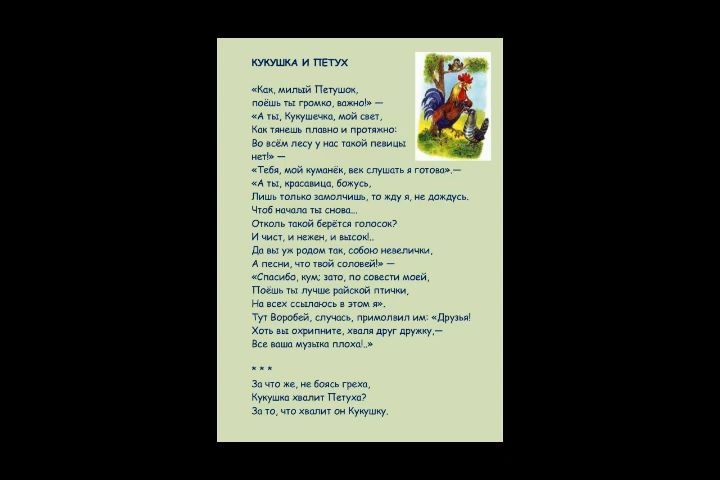 КУКУШКА И ПЕТУХ
«Как, милый Петушок,
поёшь ты громко, важно!» —
«А ты, Кукушечка, мой свет,
Как тянешь плавно и протяжно:
Во всём лесу у нас такой певицы
нет!» —
«Тебя, мой куманёк, век слушать я готова».—
«А ты, красавица, божусь,
Лишь только замолчишь, то жду я, не дождусь.
Чтоб начала ты снова...
Отколь такой берётся голосок?
И чист, и нежен, и высок!..
Да вы уж родом так, собою невелички,
А песни, что твой соловей!» —
«Спасибо, кум; зато, по совести моей,
Поёшь ты лучше райской птички,
На всех ссылаюсь в этом я».
Тут Воробей, случась, примолвил им: «Друзья!
Хоть вы охрипните, хваля друг дружку,—
Все ваша музыка плоха!..»
* * *
За что же, не боясь греха,
Кукушка хвалит Петуха?
За то, что хвалит он Кукушку.